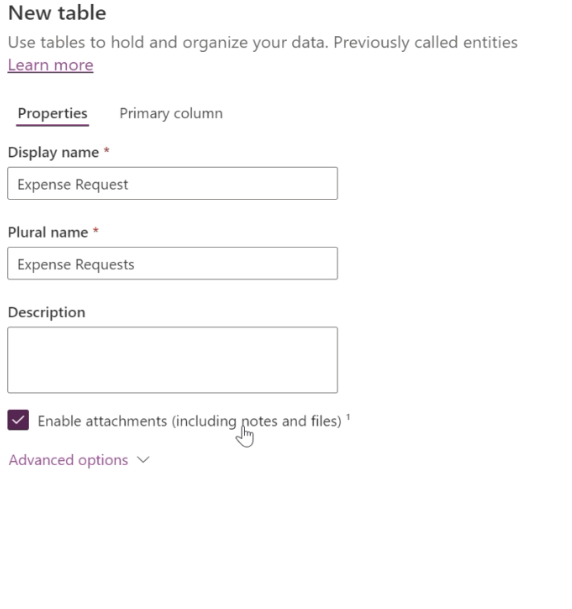 New table
Use tables to hold and organize your data. Previously called entities
Learn more
Properties Primary column
Display name *
Expense Request
Plural name *
Expense Requests
Description
Enable attachments (including notes and files) ¹
Advanced options